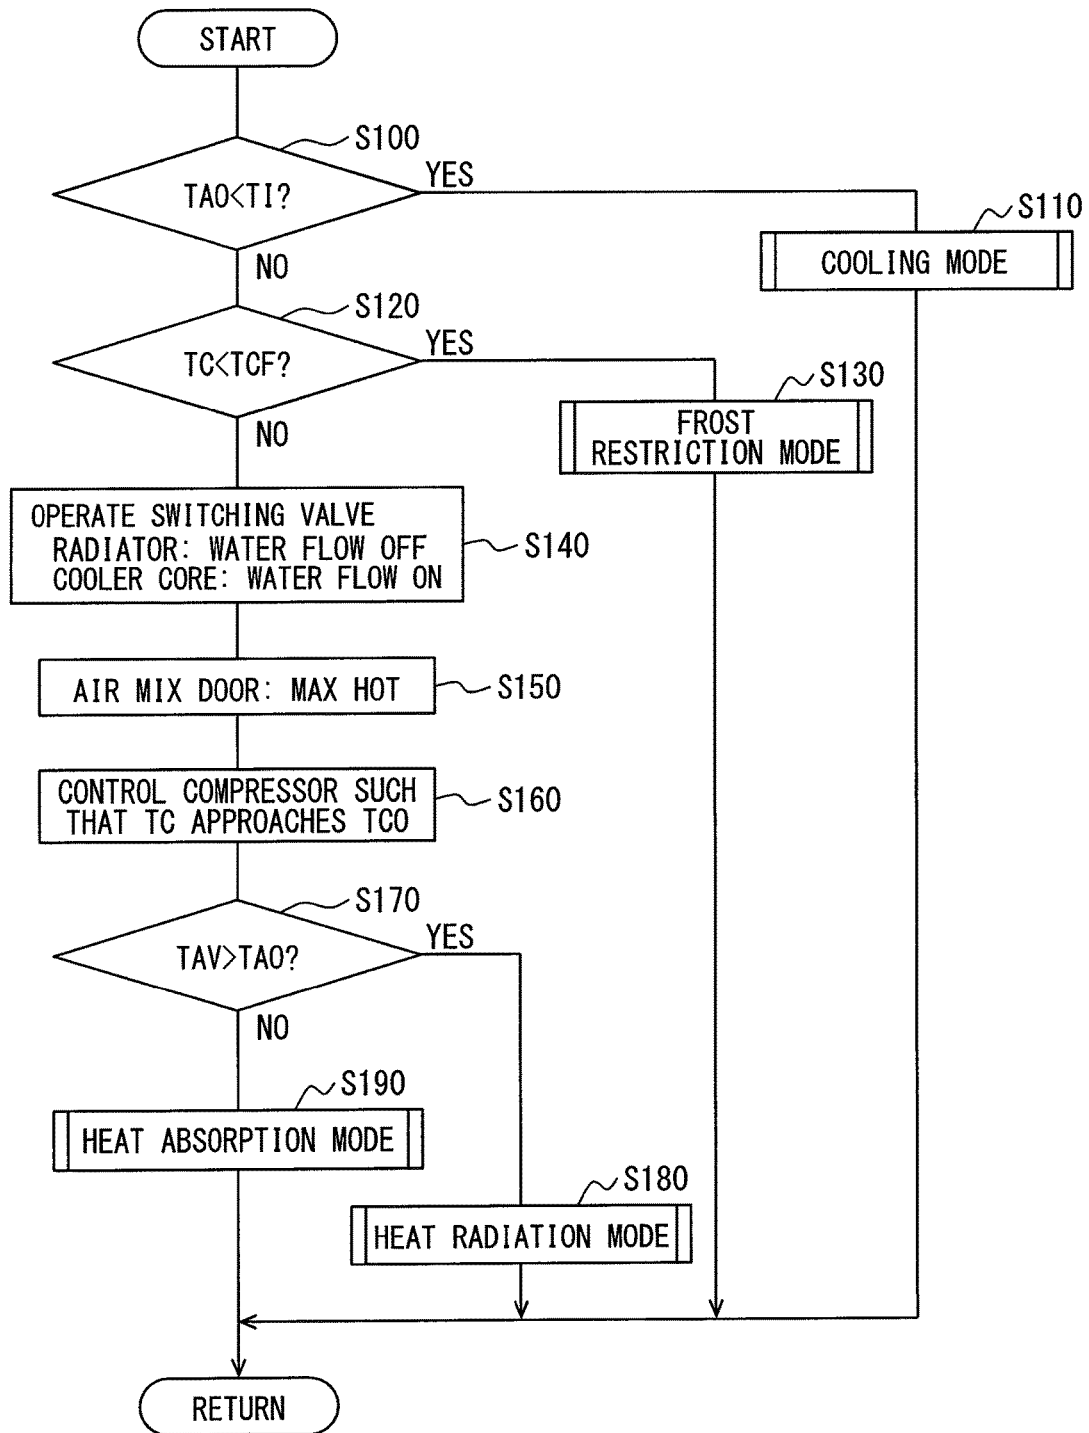 START
S100
TAO<TI?
YES
S110
COOLING MODE
NO
S120
TC<TCF?
YES
S130
FROST
RESTRICTION MODE
NO
OPERATE SWITCHING VALVE
RADIATOR: WATER FLOW OFF
COOLER CORE: WATER FLOW ON
S140
AIR MIX DOOR: MAX HOT
S150
CONTROL COMPRESSOR SUCH
THAT TC APPROACHES TCO
S160
S170
TAV>TAO?
YES
NO
S190
HEAT ABSORPTION MODE
S180
HEAT RADIATION MODE
RETURN